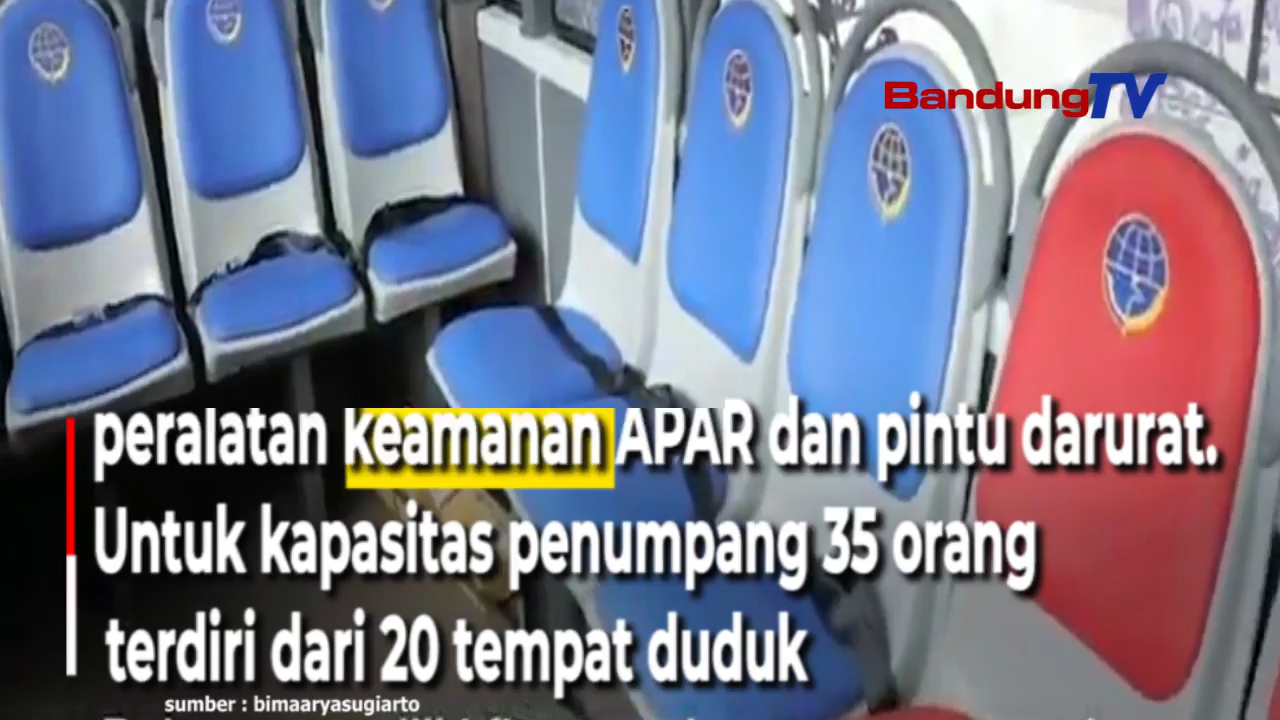 BandungTV
peralatan keamanan APAR dan pintu darurat.
Untuk kapasitas penumpang 35 orang
terdiri dari 20 tempat duduk
sumber : bimaaryasugiarto